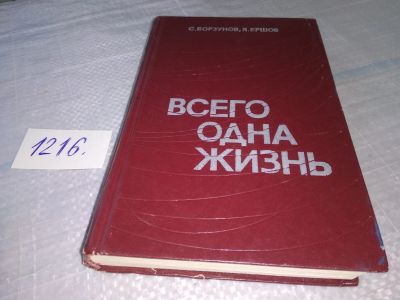 С. БОРЗУНОВ, Я. ЕРШОВ
ВСЕГО
ОДНА
ЖИЗНЬ
1216.